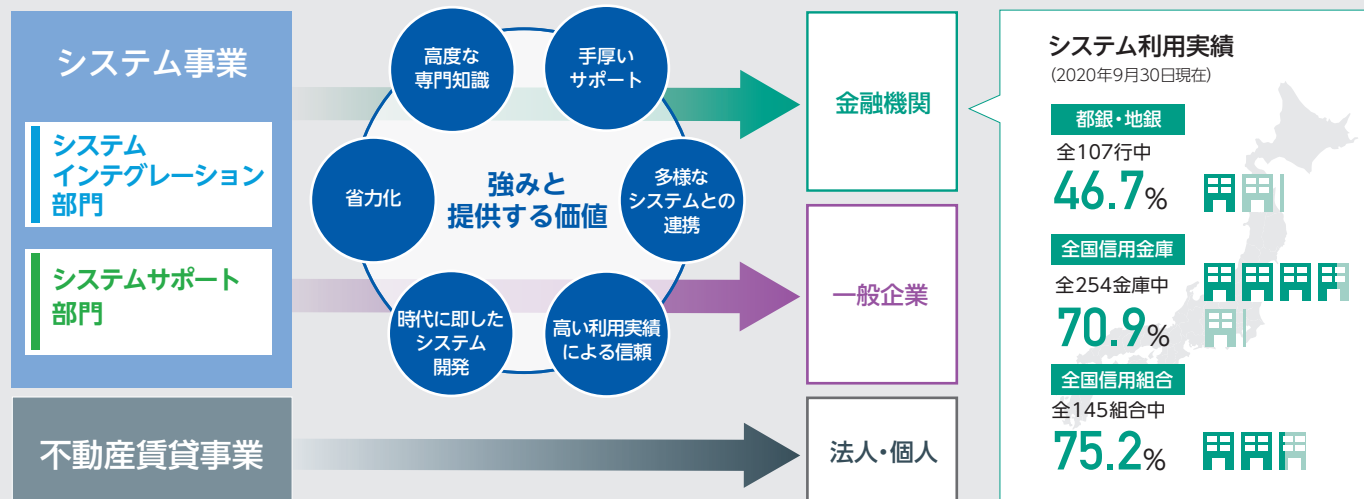 システム事業
システム
インテグレーション
部門
システムサポート
部門
不動産賃貸事業
高度な
専門知識
手厚い
サポート
省力化
強みと
提供する価値
多様な
システムとの
連携
時代に即した
システム
開発
高い利用実績
による信頼
金融機関
一般企業
法人・個人
システム利用実績
(2020年9月30日現在)
都銀・地銀
全107行中
46.7%
全国信用金庫
全254金庫中
70.9%
全国信用組合
全145組合中
75.2%